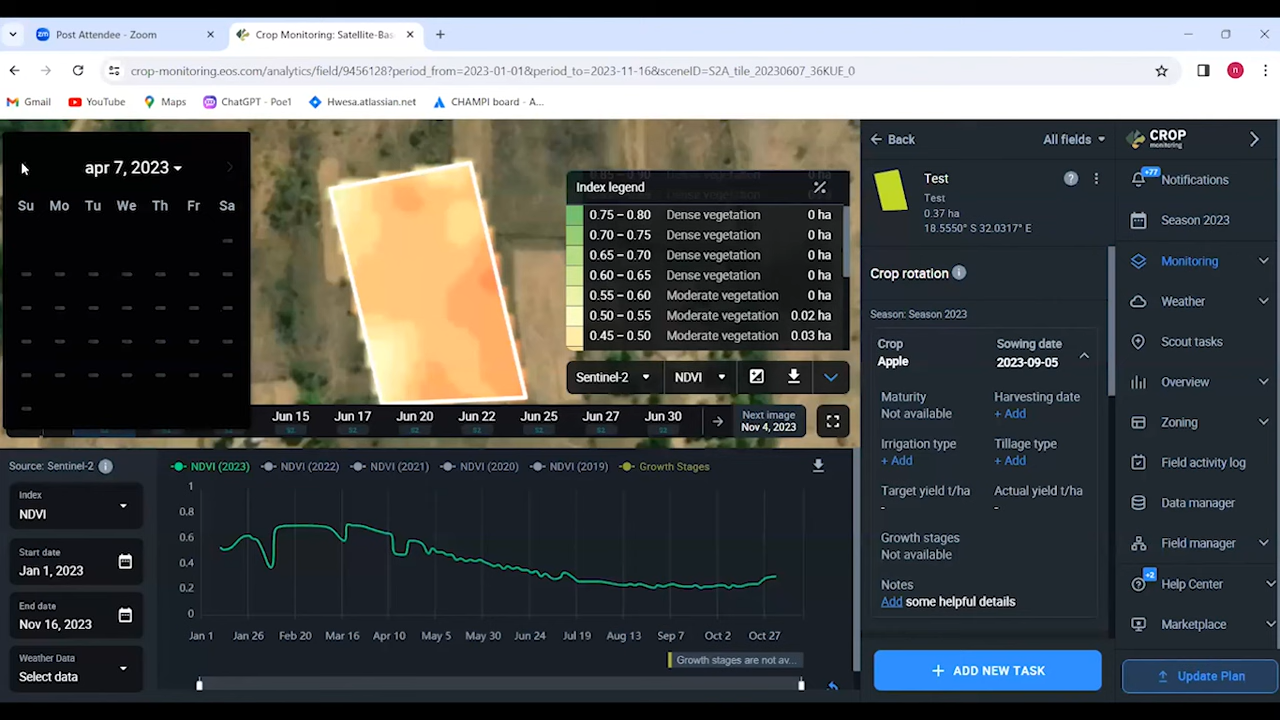 Post Attendee - Zoom
Crop Monitoring: Satellite-Bas
crop-monitoring.eos.com/analytics/field/9456128?period_from=2023-01-01&period_to=2023-11-16&sceneID=S2A_tile_20230607_36KUE_0
Gmail YouTube Maps ChatGPT - Poe1 Hwesa.atlassian.net CHAMPI board - A...
apr 7, 2023
Su Mo Tu We Th Fr Sa
Index legend
0.75 – 0.80 Dense vegetation 0 ha
0.70 – 0.75 Dense vegetation 0 ha
0.65 – 0.70 Dense vegetation 0 ha
0.60 – 0.65 Dense vegetation 0 ha
0.55 – 0.60 Moderate vegetation 0 ha
0.50 – 0.55 Moderate vegetation 0.02 ha
0.45 – 0.50 Moderate vegetation 0.03 ha
Sentinel-2 NDVI
Jun 15 Jun 17 Jun 20 Jun 22 Jun 25 Jun 27 Jun 30
Next image
Nov 4, 2023
Source: Sentinel-2
Index
NDVI
Start date
Jan 1, 2023
End date
Nov 16, 2023
Weather Data
Select data
NDVI (2023) NDVI (2022) NDVI (2021) NDVI (2020) NDVI (2019) Growth Stages
1
0.8
0.6
0.4
0.2
0
Jan 1 Jan 26 Feb 20 Mar 16 Apr 10 May 5 May 30 Jun 24 Jul 19 Aug 13 Sep 7 Oct 2 Oct 27
Growth stages are not av...
Back All fields
Test
Test
0.37 ha
18.5550° S 32.0317° E
Crop rotation
Season: Season 2023
Crop Sowing date
Apple 2023-09-05
Maturity Harvesting date
Not available + Add
Irrigation type Tillage type
+ Add + Add
Target yield t/ha Actual yield t/ha
- -
Growth stages
Not available
Notes
Add some helpful details
+ ADD NEW TASK
CROP
monitoring
+77
Notifications
Season 2023
Monitoring
Weather
Scout tasks
Overview
Zoning
Field activity log
Data manager
Field manager
+2
Help Center
Marketplace
Update Plan